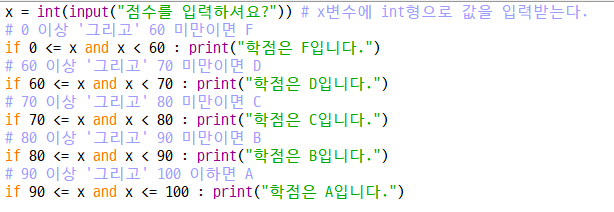 x = int(input("점수를 입력하셔요?")) # x변수에 int형으로 값을 입력받는다.
# 0 이상 '그리고' 60 미만이면 F
if 0 <= x and x < 60 : print("학점은 F입니다.")
# 60 이상 '그리고' 70 미만이면 D
if 60 <= x and x < 70 : print("학점은 D입니다.")
# 70 이상 '그리고' 80 미만이면 C
if 70 <= x and x < 80 : print("학점은 C입니다.")
# 80 이상 '그리고' 90 미만이면 B
if 80 <= x and x < 90 : print("학점은 B입니다.")
# 90 이상 '그리고' 100 이하면 A
if 90 <= x and x <= 100 : print("학점은 A입니다.")